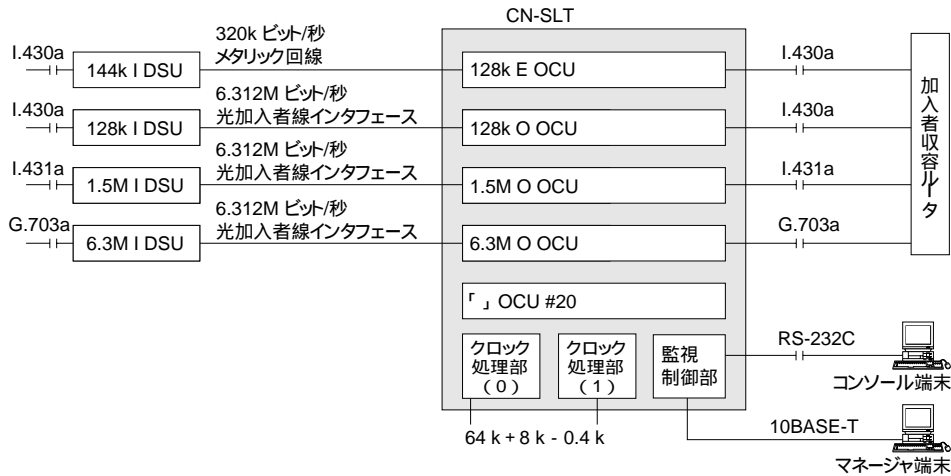 CN-SLT
320k ビット/秒
メタリック回線
I.430a
144k I DSU
128k E OCU
I.430a
6.312M ビット/秒
光加入者線インタフェース
I.430a
128k I DSU
128k O OCU
I.430a
6.312M ビット/秒
光加入者線インタフェース
I.431a
1.5M I DSU
1.5M O OCU
I.431a
6.312M ビット/秒
光加入者線インタフェース
G.703a
6.3M I DSU
6.3M O OCU
G.703a
加入者収容ルータ
「 」 OCU #20
クロック
処理部
(0)
クロック
処理部
(1)
監視
制御部
RS-232C
コンソール端末
64 k + 8 k - 0.4 k
10BASE-T
マネージャ端末